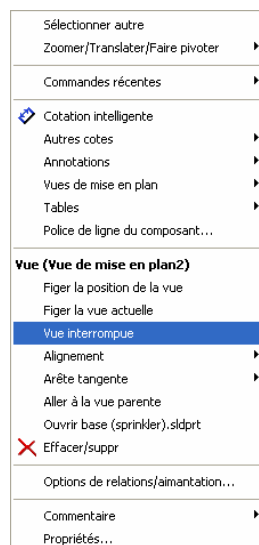 Sélectionner autre
Zoomer/Translater/Faire pivoter
Commandes récentes
Cotation intelligente
Autres cotes
Annotations
Vues de mise en plan
Tables
Police de ligne du composant...
Vue (Vue de mise en plan2)
Figer la position de la vue
Figer la vue actuelle
Vue interrompue
Alignement
Arête tangente
Aller à la vue parente
Ouvrir base (sprinkler).sldprt
Effacer/suppr
Options de relations/aimantation...
Commentaire
Propriétés...